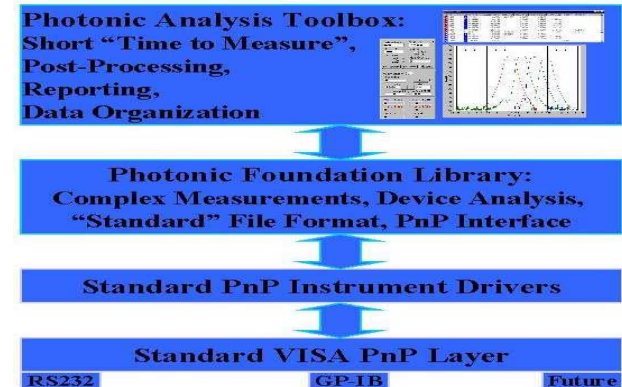 Photonic Analysis Toolbox:
Short “Time to Measure”,
Post-Processing,
Reporting,
Data Organization
Photonic Foundation Library:
Complex Measurements, Device Analysis,
“Standard” File Format, PnP Interface
Standard PnP Instrument Drivers
Standard VISA PnP Layer
RS232 GP-IB Future